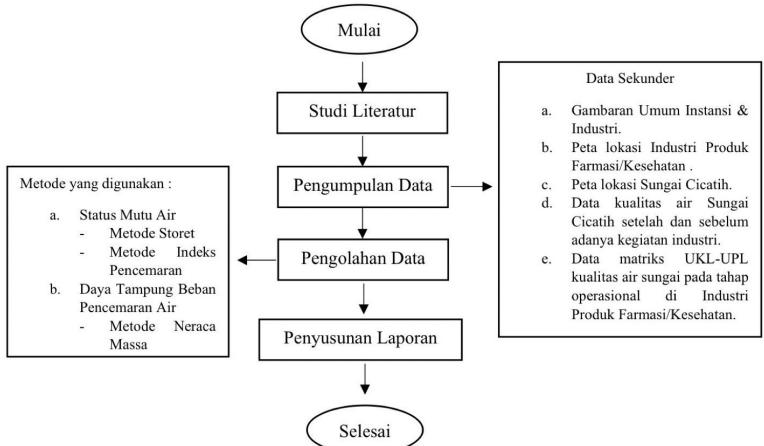 Mulai
Studi Literatur
Pengumpulan Data
Data Sekunder
a. Gambaran Umum Instansi &
Industri.
b. Peta lokasi Industri Produk
Farmasi/Kesehatan .
c. Peta lokasi Sungai Cicatih.
d. Data kualitas air Sungai
Cicatih setelah dan sebelum
adanya kegiatan industri.
e. Data matriks UKL-UPL
kualitas air sungai pada tahap
operasional di Industri
Produk Farmasi/Kesehatan.
Pengolahan Data
Metode yang digunakan :
a. Status Mutu Air
- Metode Storet
- Metode Indeks
Pencemaran
b. Daya Tampung Beban
Pencemaran Air
- Metode Neraca
Massa
Penyusunan Laporan
Selesai